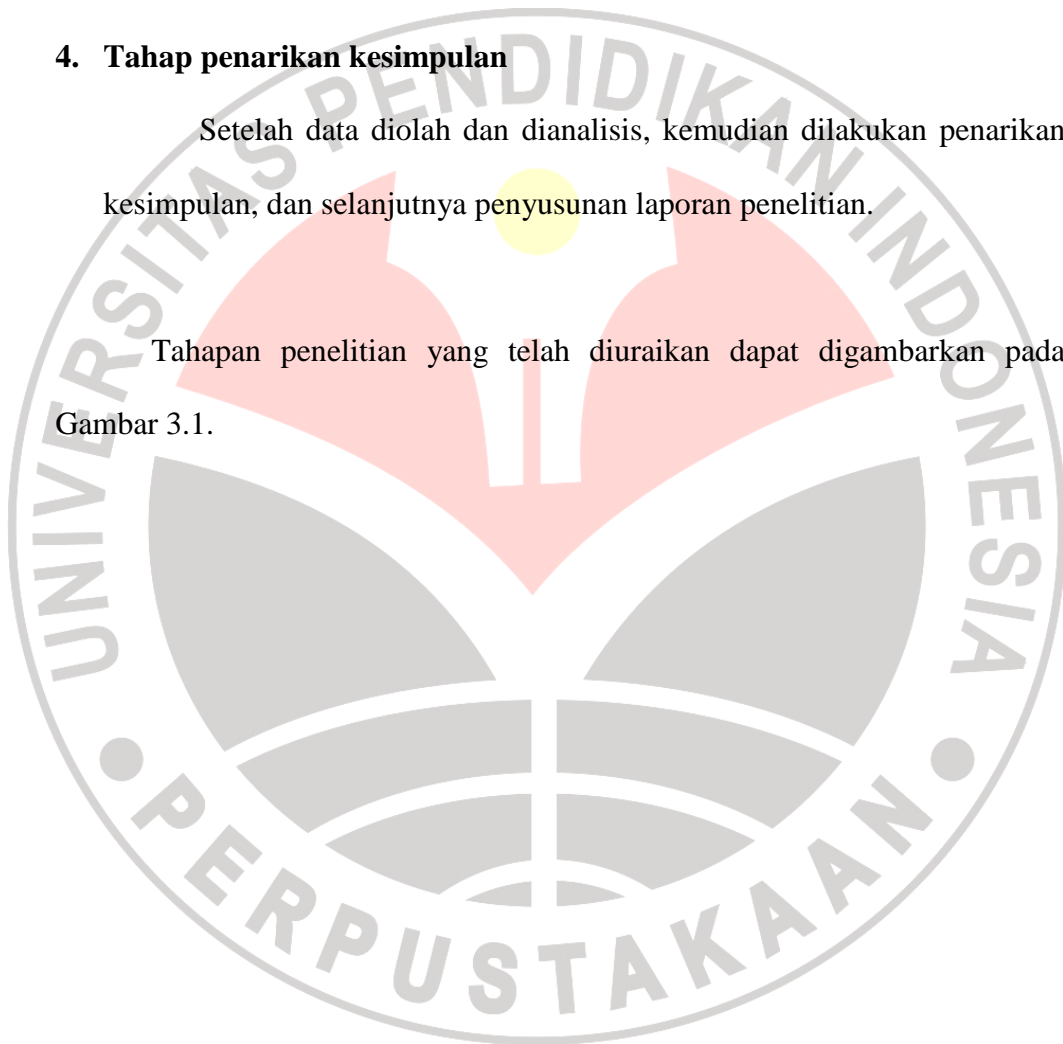 4. Tahap penarikan kesimpulan
Setelah data diolah dan dianalisis, kemudian dilakukan penarikan
kesimpulan, dan selanjutnya penyusunan laporan penelitian.
Tahapan penelitian yang telah diuraikan dapat digambarkan pada
Gambar 3.1.
UNIVERSITAS PENDIDIKAN INDONESIA
PERPUSTAKAAN